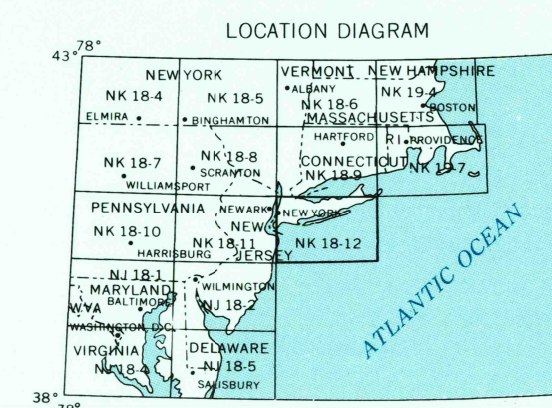 LOCATION DIAGRAM
78°
43°
NEW YORK
VERMONT
NEW HAMPSHIRE
NK 18-4
NK 18-5
ALBANY
NK 18-6
NK 19-4
BOSTON
ELMIRA
BINGHAMTON
MASSACHUSETTS
HARTFORD
R I
PROVIDENCE
NK 18-7
NK 18-8
SCRANTON
CONNECTICUT
NK 18-9
NK 19-7
WILLIAMSPORT
PENNSYLVANIA
NEWARK
NEW YORK
NK 18-10
NEW JERSEY
HARRISBURG
NK 18-11
NK 18-12
NJ 18-1
WILMINGTON
MARYLAND
BALTIMORE
NJ 18-2
W VA
WASHINGTON D.C.
VIRGINIA
DELAWARE
NJ 18-4
NJ 18-5
SALISBURY
ATLANTIC OCEAN
38°
78°